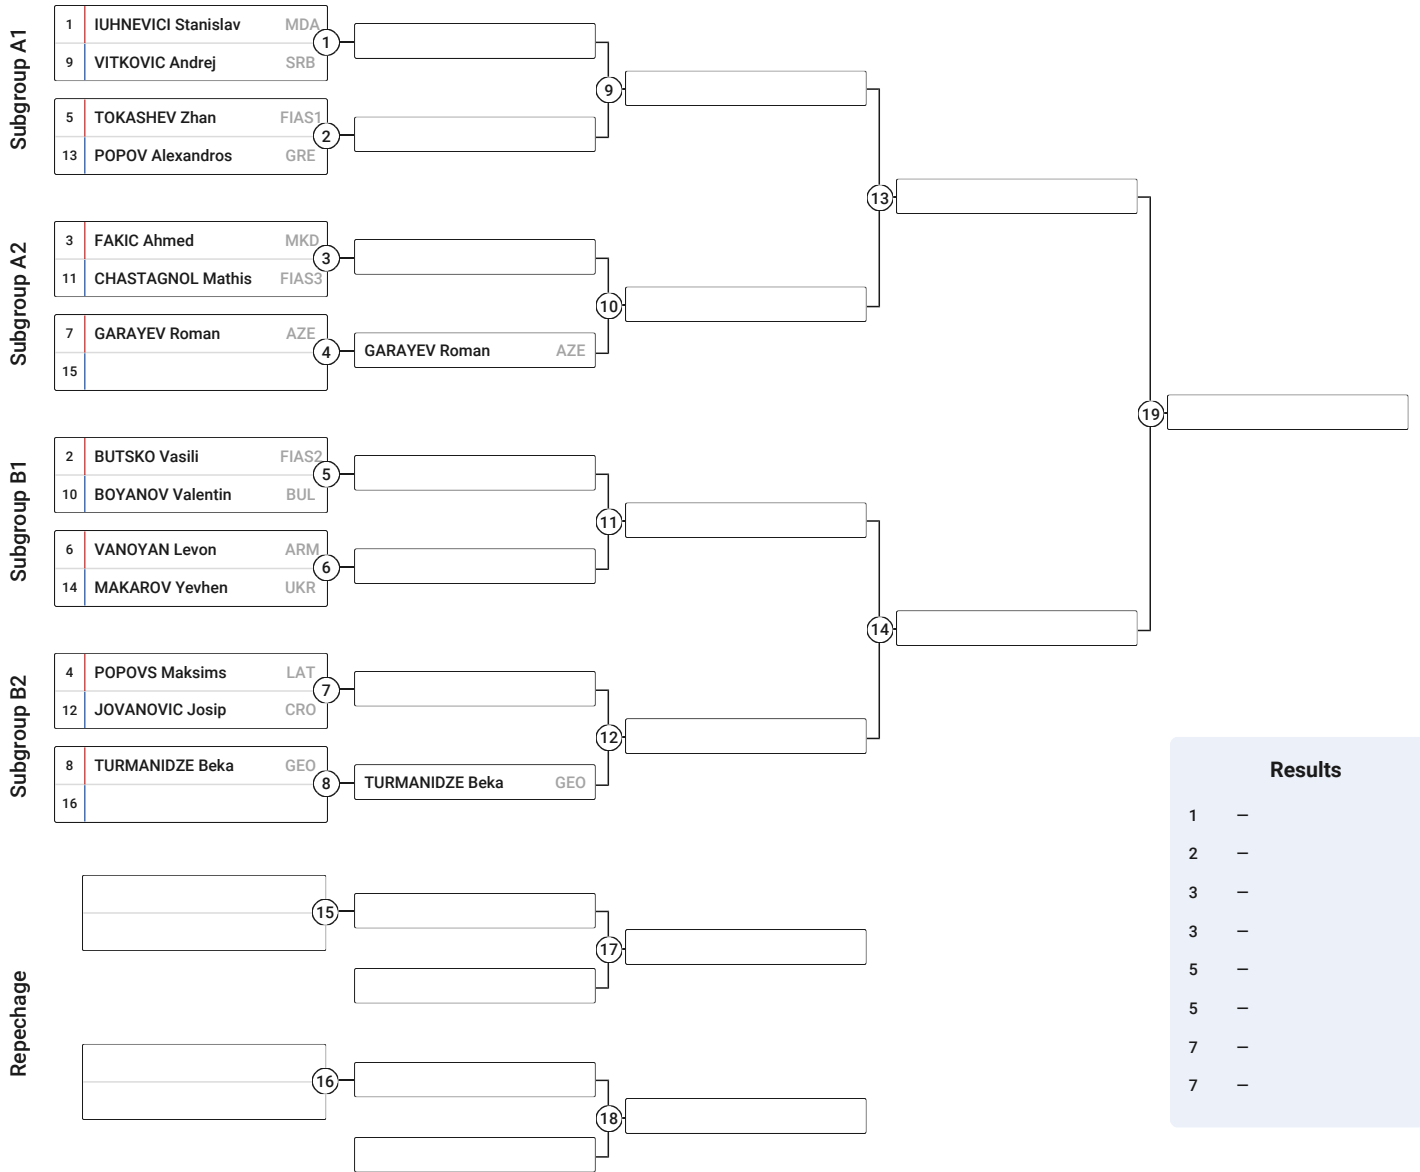 Subgroup A1
1 IUHNEVICI Stanislav MDA
9 VITKOVIC Andrej SRB
1
5 TOKASHEV Zhan FIAS1
13 POPOV Alexandros GRE
2
9
Subgroup A2
3 FAKIC Ahmed MKD
11 CHASTAGNOL Mathis FIAS3
3
7 GARAYEV Roman AZE
15
4
GARAYEV Roman AZE
10
13
Subgroup B1
2 BUTSKO Vasili FIAS2
10 BOYANOV Valentin BUL
5
6 VANOYAN Levon ARM
14 MAKAROV Yevhen UKR
6
11
Subgroup B2
4 POPOVS Maksims LAT
12 JOVANOVIC Josip CRO
7
8 TURMANIDZE Beka GEO
16
8
TURMANIDZE Beka GEO
12
14
19
Repechage
15
17
16
18
Results
1 –
2 –
3 –
3 –
5 –
5 –
7 –
7 –